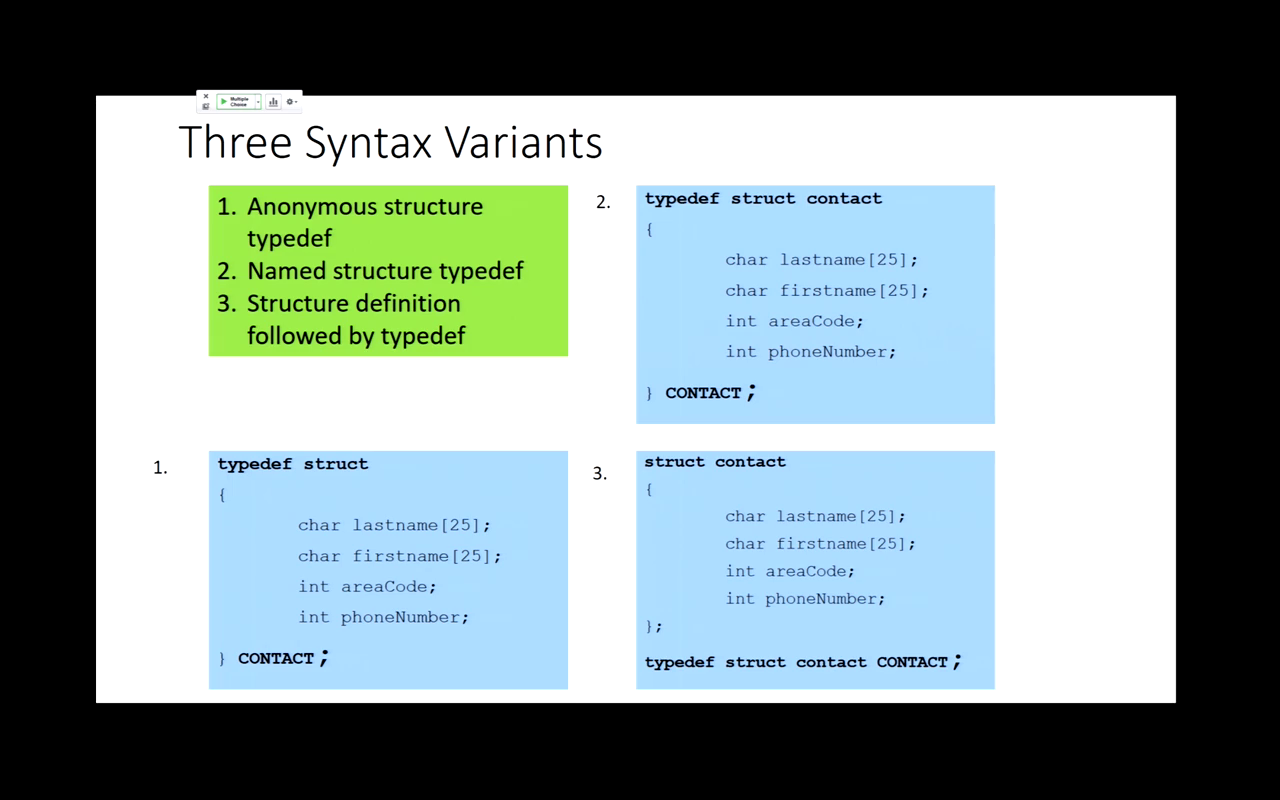 Multiple
Choice
Three Syntax Variants
1. Anonymous structure
typedef
2. Named structure typedef
3. Structure definition
followed by typedef
2.
typedef struct contact
{
char lastname[25];
char firstname[25];
int areaCode;
int phoneNumber;
} CONTACT;
1.
typedef struct
{
char lastname[25];
char firstname[25];
int areaCode;
int phoneNumber;
} CONTACT;
3.
struct contact
{
char lastname[25];
char firstname[25];
int areaCode;
int phoneNumber;
};
typedef struct contact CONTACT;